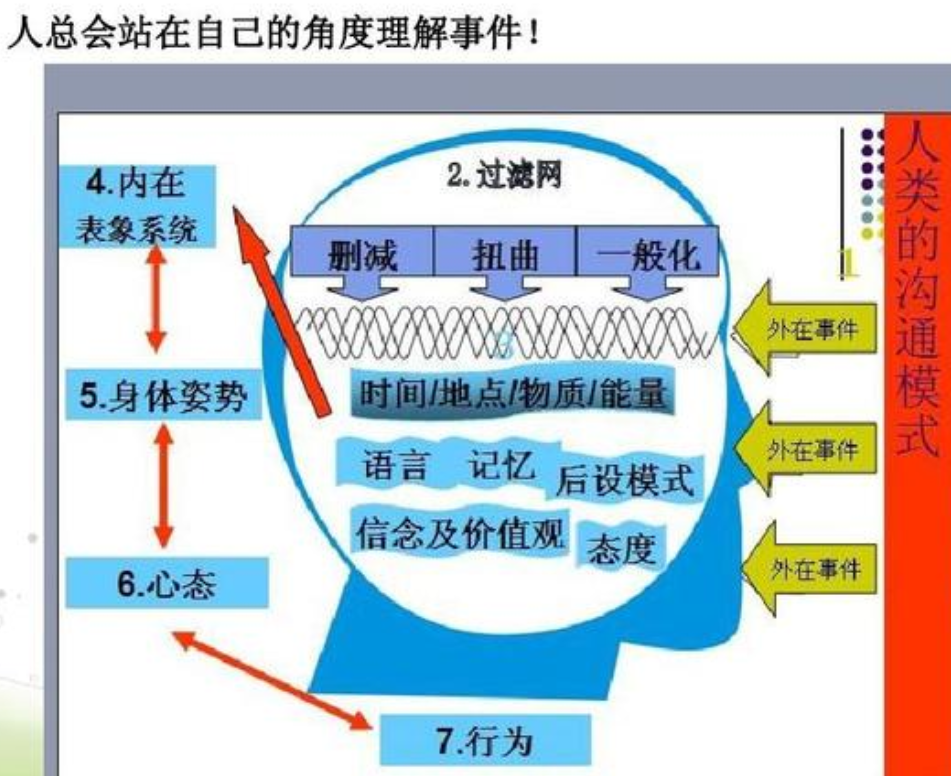 人总会站在自己的角度理解事件！
人类的沟通模式
1
2.过滤网
删减
扭曲
一般化
3
外在事件
外在事件
外在事件
时间/地点/物质/能量
语言
记忆
后设模式
信念及价值观
态度
4.内在
表象系统
5.身体姿势
6.心态
7.行为